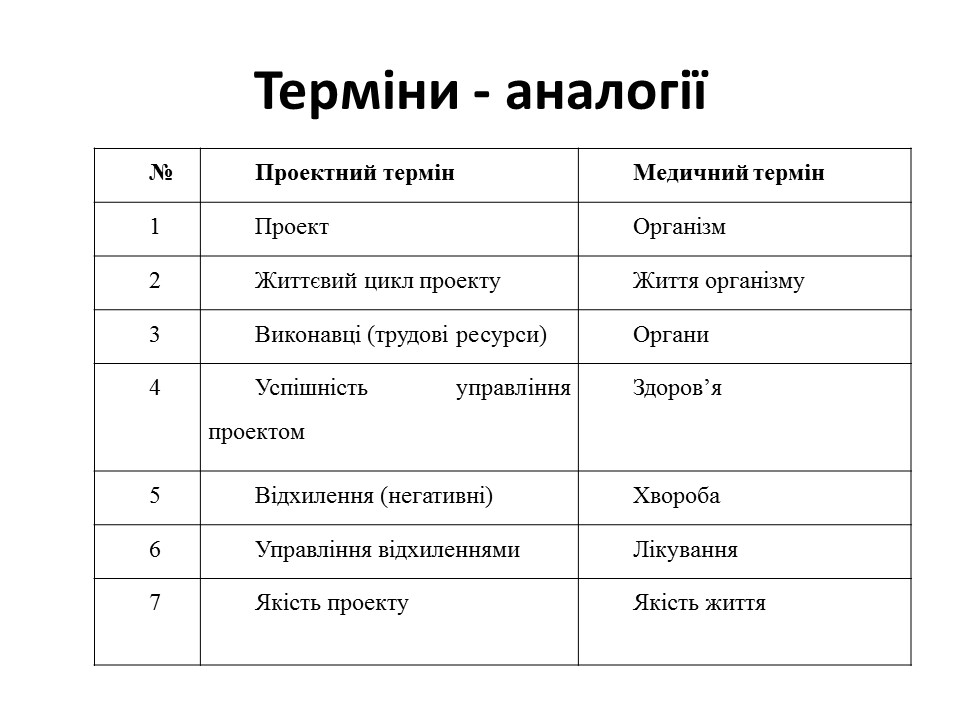 Терміни - аналогії
№ Проектний термін Медичний термін
1 Проект Організм
2 Життєвий цикл проекту Життя організму
3 Виконавці (трудові ресурси) Органи
4 Успішність управління Здоров’я
проектом
5 Відхилення (негативні) Хвороба
6 Управління відхиленнями Лікування
7 Якість проекту Якість життя